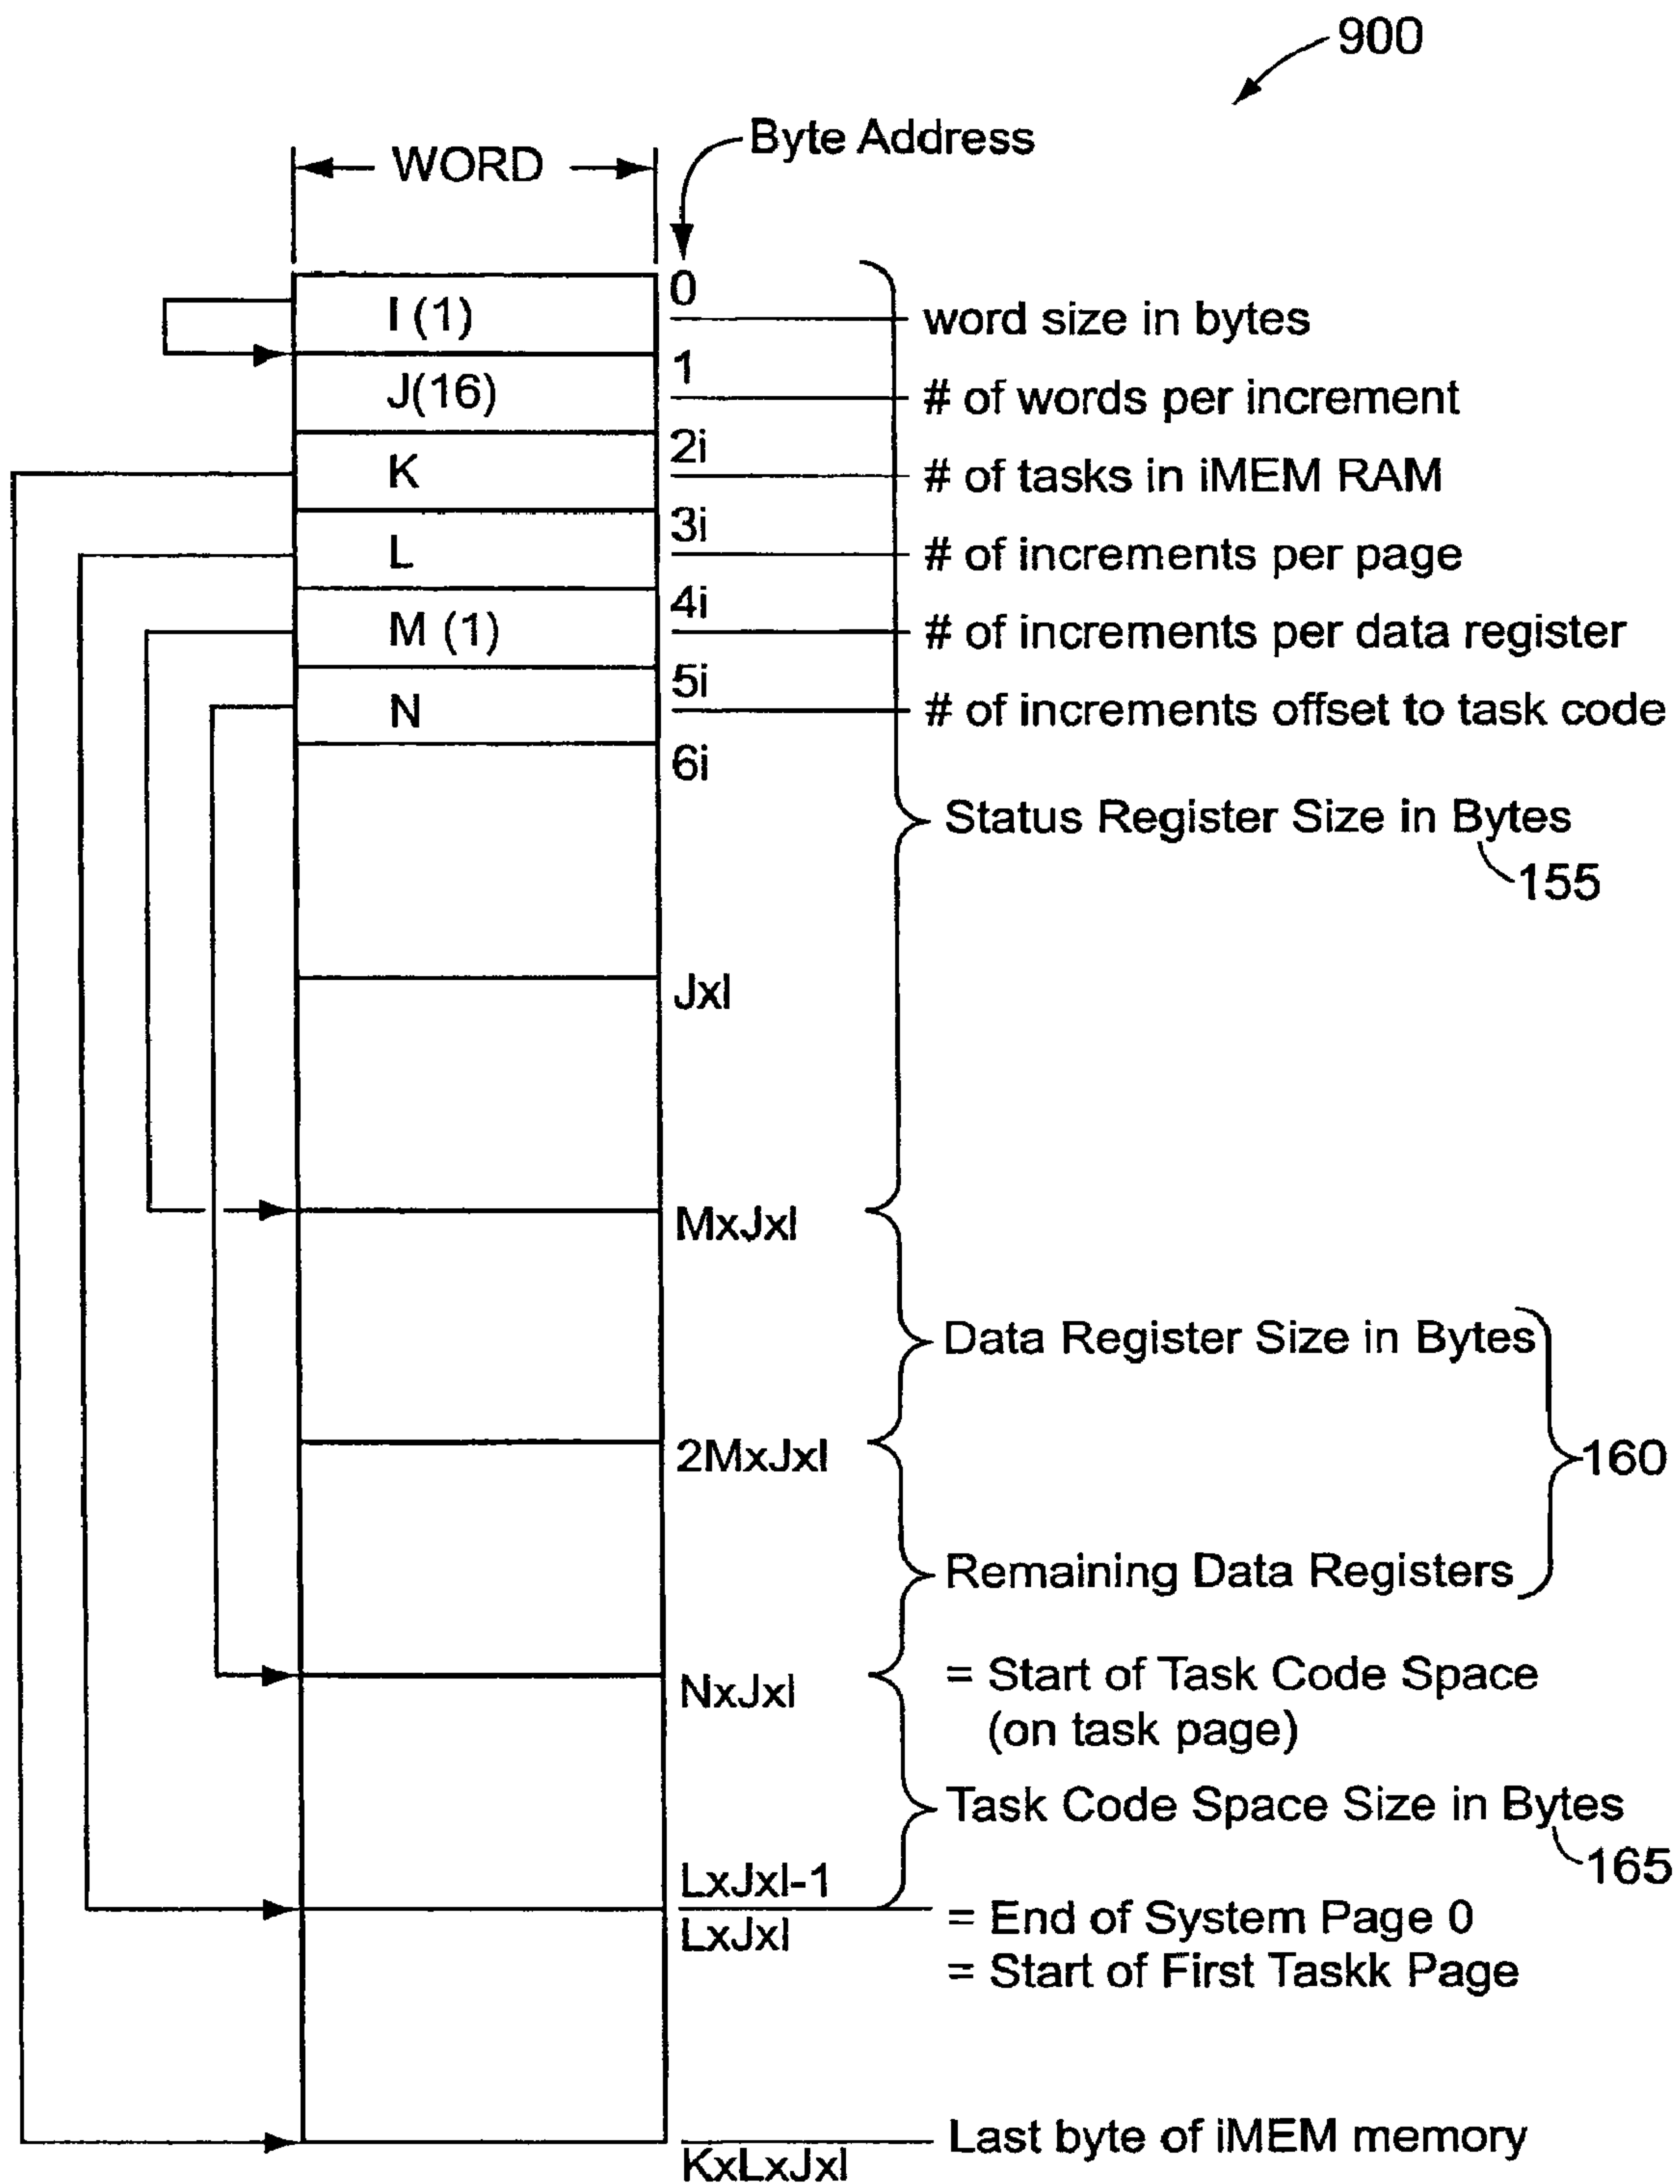 900
Byte Address
WORD
0
I (1)
word size in bytes
1
J(16)
# of words per increment
2i
K
# of tasks in iMEM RAM
3i
L
# of increments per page
4i
M (1)
# of increments per data register
5i
N
# of increments offset to task code
6i
Status Register Size in Bytes
155
JxI
MxJxI
Data Register Size in Bytes
2MxJxI
160
Remaining Data Registers
NxJxI
= Start of Task Code Space
(on task page)
Task Code Space Size in Bytes
165
LxJxI-1
LxJxI
= End of System Page 0
= Start of First Taskk Page
Last byte of iMEM memory
KxLxJxI